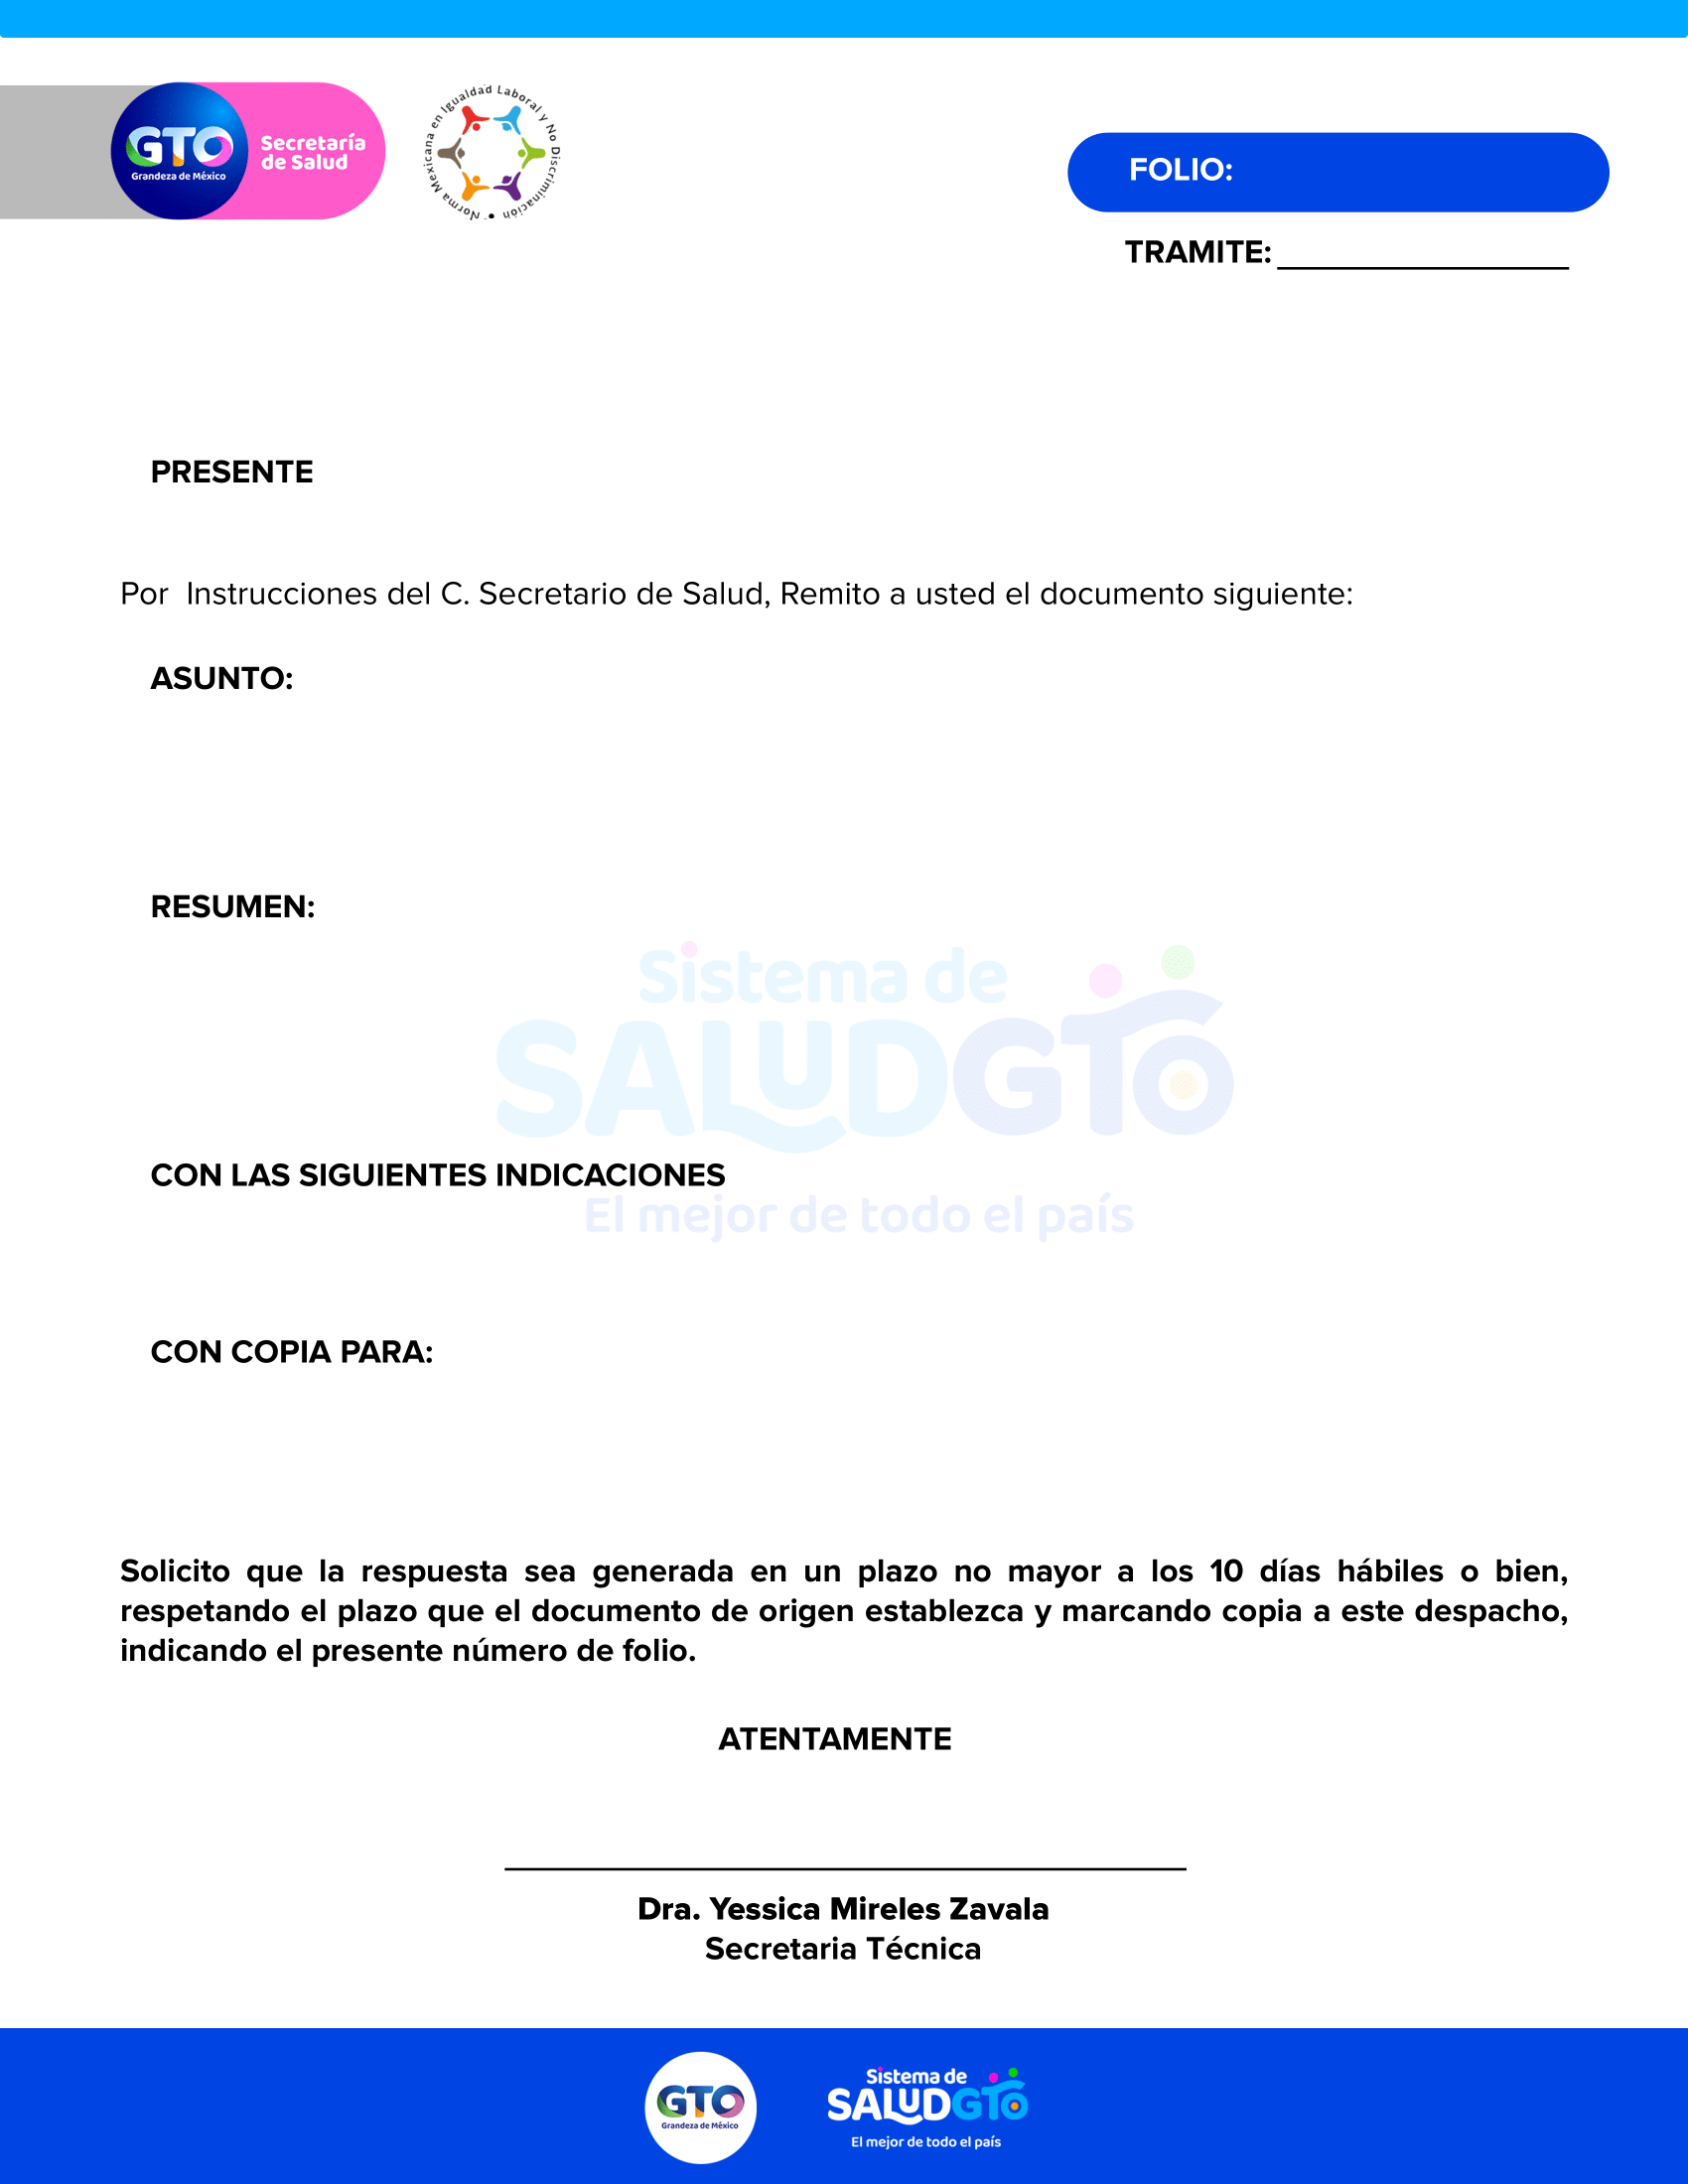 GTO
Grandeza de México
Secretaría
de Salud
Norma Mexicana en Igualdad Laboral y No Discriminación
FOLIO:
TRAMITE:
PRESENTE
Por Instrucciones del C. Secretario de Salud, Remito a usted el documento siguiente:
ASUNTO:
RESUMEN:
Sistema de
SALUDGTO
CON LAS SIGUIENTES INDICACIONES
El mejor de todo el país
CON COPIA PARA:
Solicito que la respuesta sea generada en un plazo no mayor a los 10 días hábiles o bien,
respetando el plazo que el documento de origen establezca y marcando copia a este despacho,
indicando el presente número de folio.
ATENTAMENTE
Dra. Yessica Mireles Zavala
Secretaria Técnica
GTO
Grandeza de México
Sistema de
SALUDGTO
El mejor de todo el país